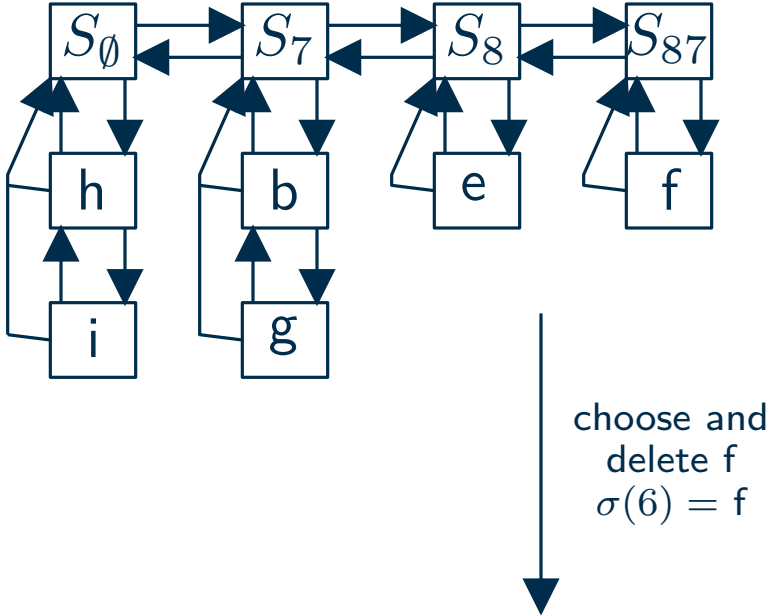 S∅ S₇ S₈ S₈₇
h b e f
i g
choose and
delete f
σ(6) = f